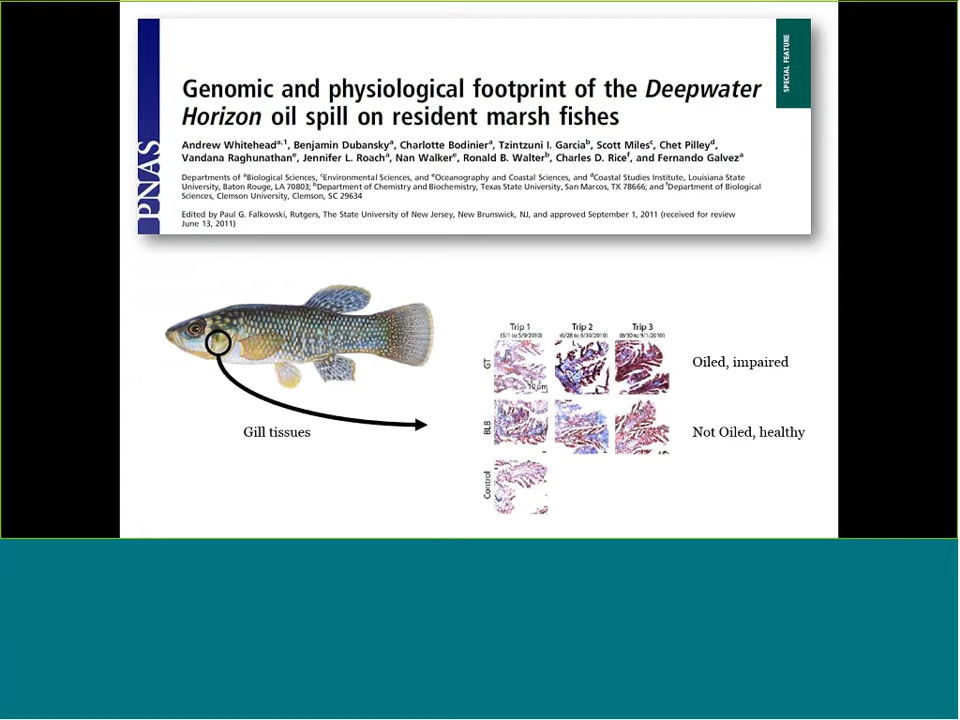 PNAS
SPECIAL FEATURE
Genomic and physiological footprint of the Deepwater
Horizon oil spill on resident marsh fishes
Andrew Whitehead^a,1, Benjamin Dubansky^a, Charlotte Bodinier^a, Tzintzuni I. Garcia^b, Scott Miles^c, Chet Pilley^d,
Vandana Raghunathan^e, Jennifer L. Roach^a, Nan Walker^e, Ronald B. Walter^b, Charles D. Rice^f, and Fernando Galvez^a
Departments of ^aBiological Sciences, ^cEnvironmental Sciences, and ^eOceanography and Coastal Sciences, and ^dCoastal Studies Institute, Louisiana State
University, Baton Rouge, LA 70803; ^bDepartment of Chemistry and Biochemistry, Texas State University, San Marcos, TX 78666; and ^fDepartment of Biological
Sciences, Clemson University, Clemson, SC 29634
Edited by Paul G. Falkowski, Rutgers, The State University of New Jersey, New Brunswick, NJ, and approved September 1, 2011 (received for review
June 13, 2011)
Trip 1 Trip 2 Trip 3
(5/1 to 5/9/2010) (6/28 to 6/30/2010) (8/30 to 9/1/2010)
GT
10 µm
Oiled, impaired
BLB
Not Oiled, healthy
Gill tissues
Control